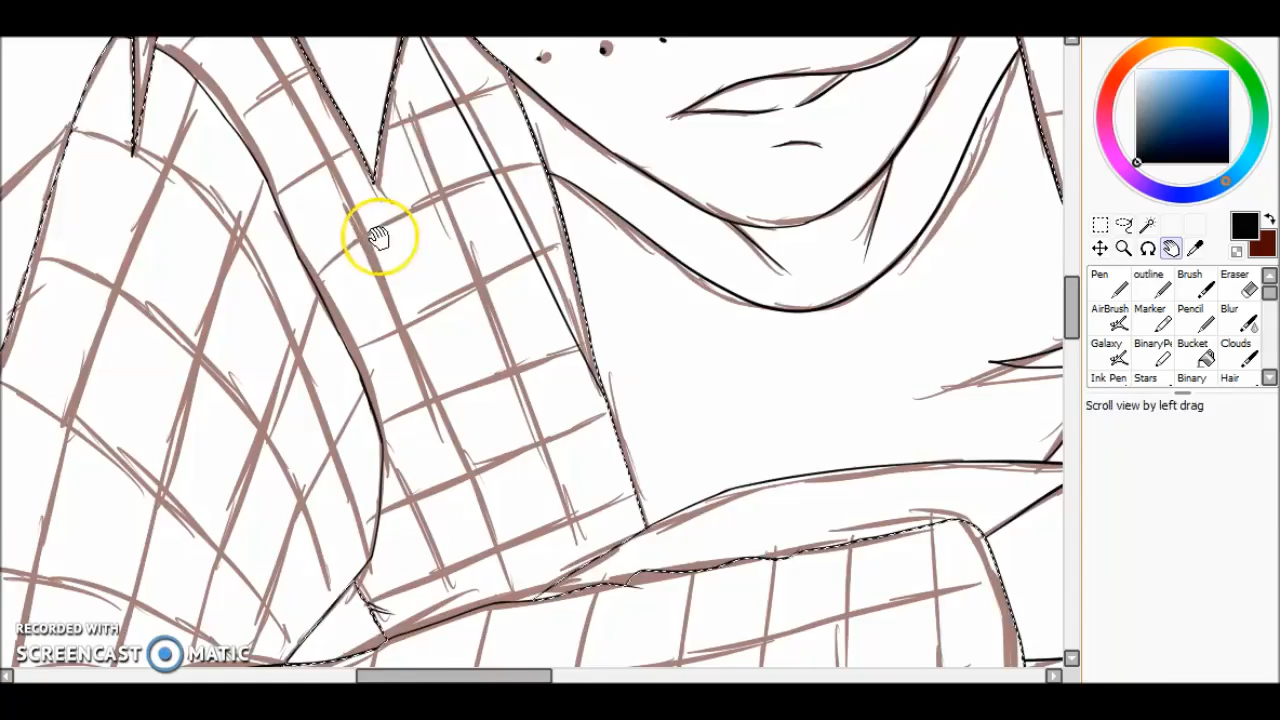 Pen outline Brush Eraser
AirBrush Marker Pencil Blur
Galaxy BinaryPe Bucket Clouds
Ink Pen Stars Binary Hair
Scroll view by left drag
RECORDED WITH
SCREENCAST MATIC